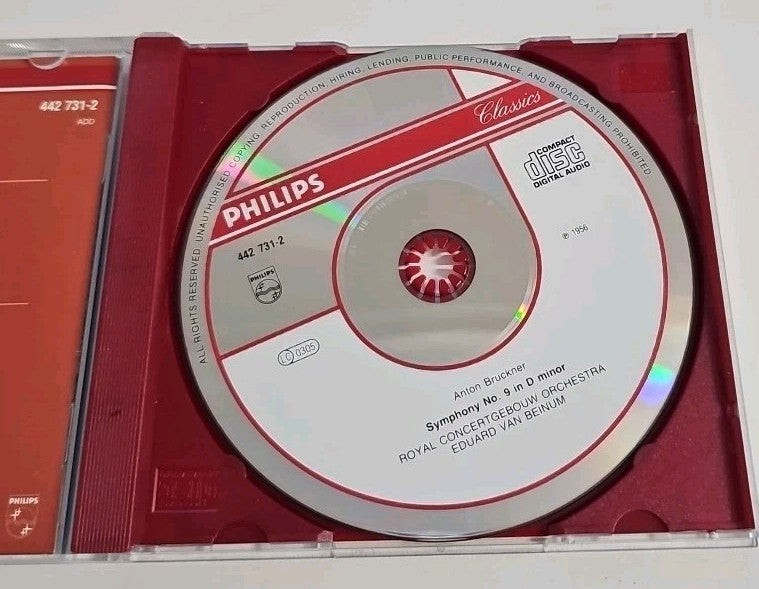 442 731-2
ADD
PHILIPS
ALL RIGHTS RESERVED. UNAUTHORISED COPYING, REPRODUCTION, HIRING, LENDING, PUBLIC PERFORMANCE, AND BROADCASTING PROHIBITED.
Classics
PHILIPS
COMPACT
disc
DIGITAL AUDIO
442 731-2
℗ 1956
PHILIPS
LC 0305
Anton Bruckner
Symphony No. 9 in D minor
ROYAL CONCERTGEBOUW ORCHESTRA
EDUARD VAN BEINUM